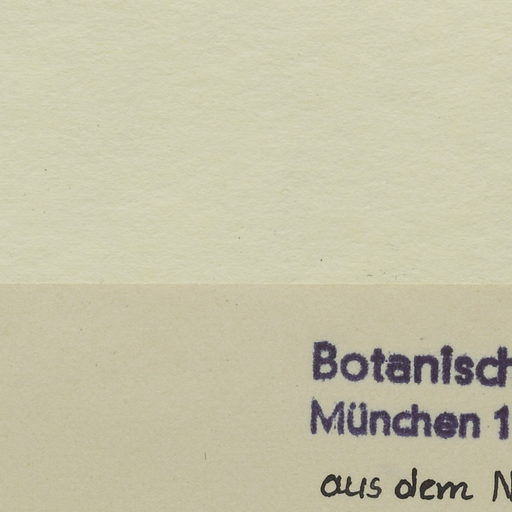 Botanisch
München 1
aus dem N